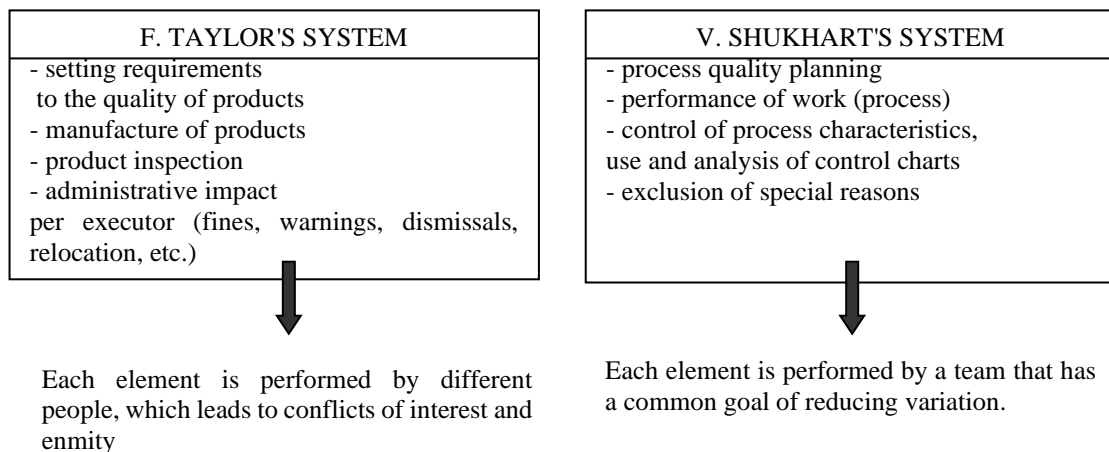 F. TAYLOR'S SYSTEM
- setting requirements
to the quality of products
- manufacture of products
- product inspection
- administrative impact
per executor (fines, warnings, dismissals,
relocation, etc.)
Each element is performed by different
people, which leads to conflicts of interest and
enmity
V. SHUKHART'S SYSTEM
- process quality planning
- performance of work (process)
- control of process characteristics,
use and analysis of control charts
- exclusion of special reasons
Each element is performed by a team that has
a common goal of reducing variation.